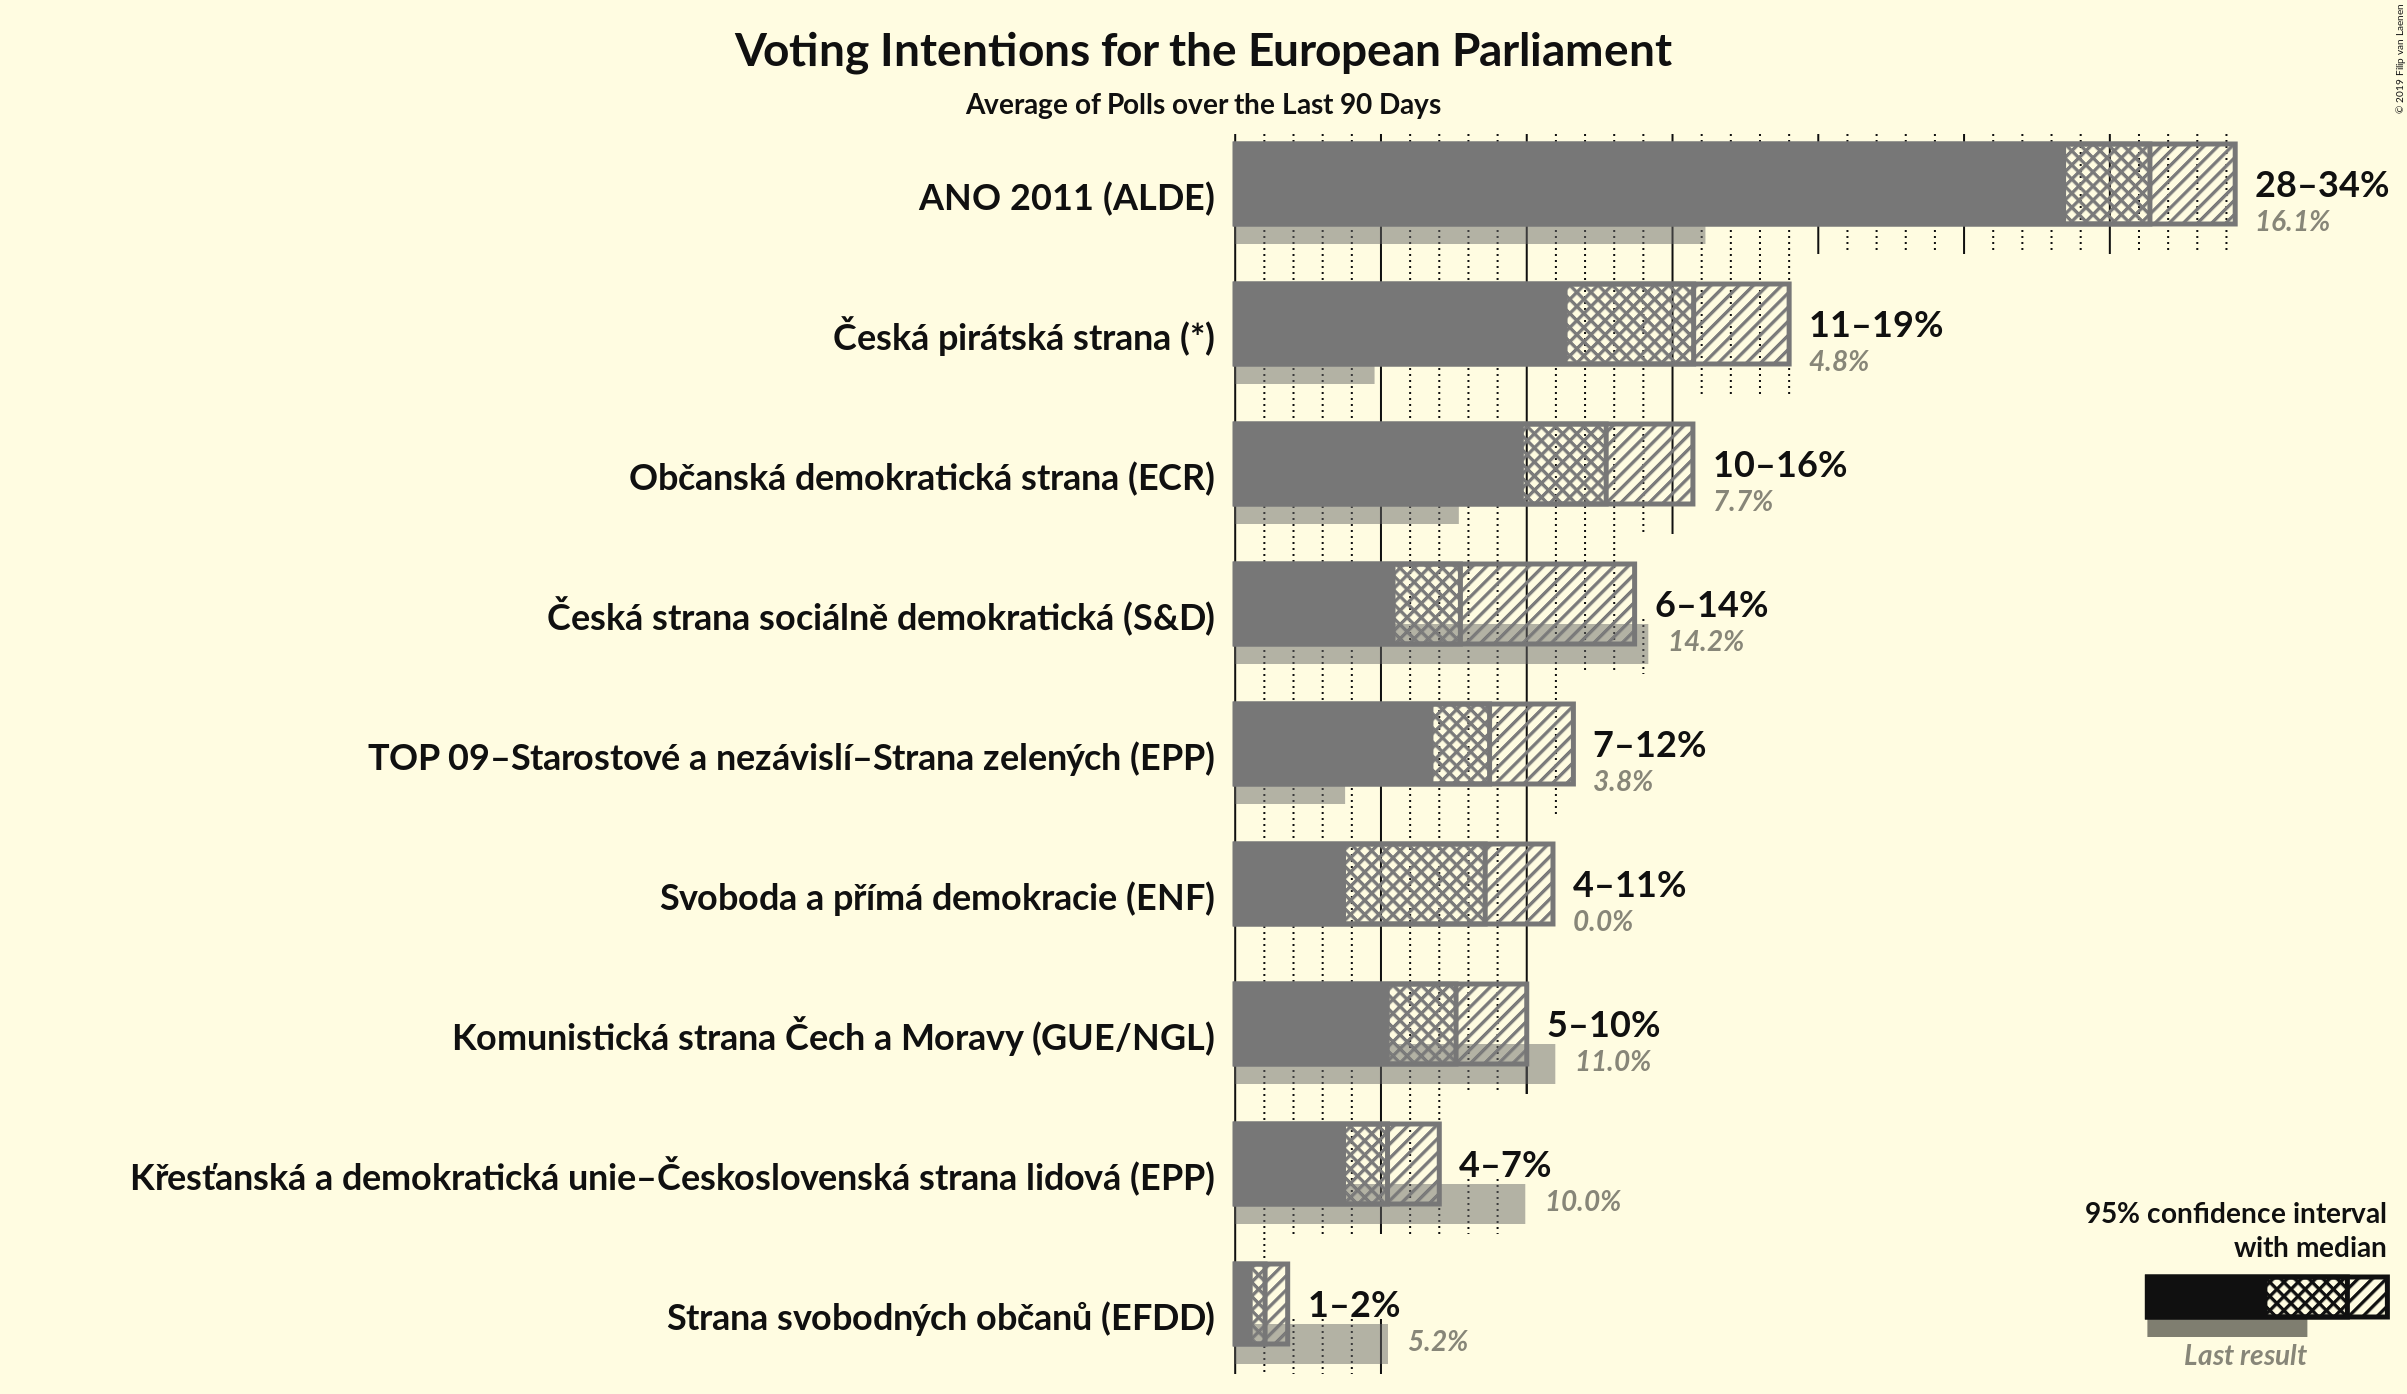 Voting Intentions for the European Parliament
Average of Polls over the Last 90 Days
© 2019 Filip van Laenen
ANO 2011 (ALDE)
28–34%
16.1%
Česká pirátská strana (*)
11–19%
4.8%
Občanská demokratická strana (ECR)
10–16%
7.7%
Česká strana sociálně demokratická (S&D)
6–14%
14.2%
TOP 09–Starostové a nezávislí–Strana zelených (EPP)
7–12%
3.8%
Svoboda a přímá demokracie (ENF)
4–11%
0.0%
Komunistická strana Čech a Moravy (GUE/NGL)
5–10%
11.0%
Křesťanská a demokratická unie–Československá strana lidová (EPP)
4–7%
10.0%
Strana svobodných občanů (EFDD)
1–2%
5.2%
95% confidence interval
with median
Last result